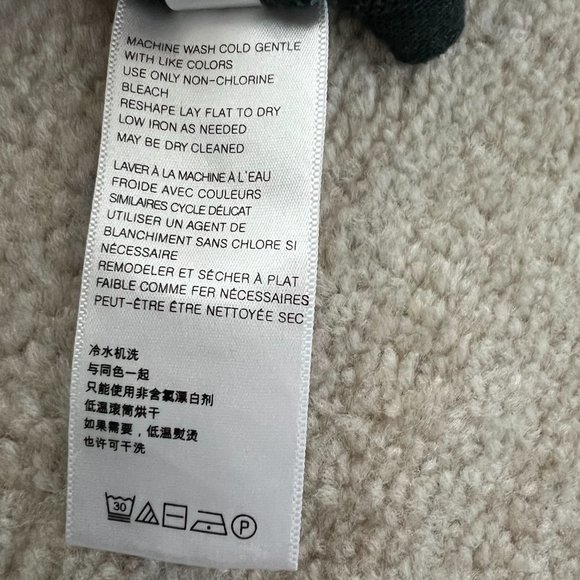 MACHINE WASH COLD GENTLE
WITH LIKE COLORS
USE ONLY NON-CHLORINE
BLEACH
RESHAPE LAY FLAT TO DRY
LOW IRON AS NEEDED
MAY BE DRY CLEANED
LAVER À LA MACHINE À L'EAU
FROIDE AVEC COULEURS
SIMILAIRES CYCLE DÉLICAT
UTILISER UN AGENT DE
BLANCHIMENT SANS CHLORE SI
NÉCESSAIRE
REMODELER ET SÉCHER À PLAT
FAIBLE COMME FER NÉCESSAIRES
PEUT-ÊTRE ÊTRE NETTOYÉE SEC
冷水机洗
与同色一起
只能使用非含氯漂白剂
低温滚筒烘干
如果需要，低温熨烫
也许可干洗
30 P